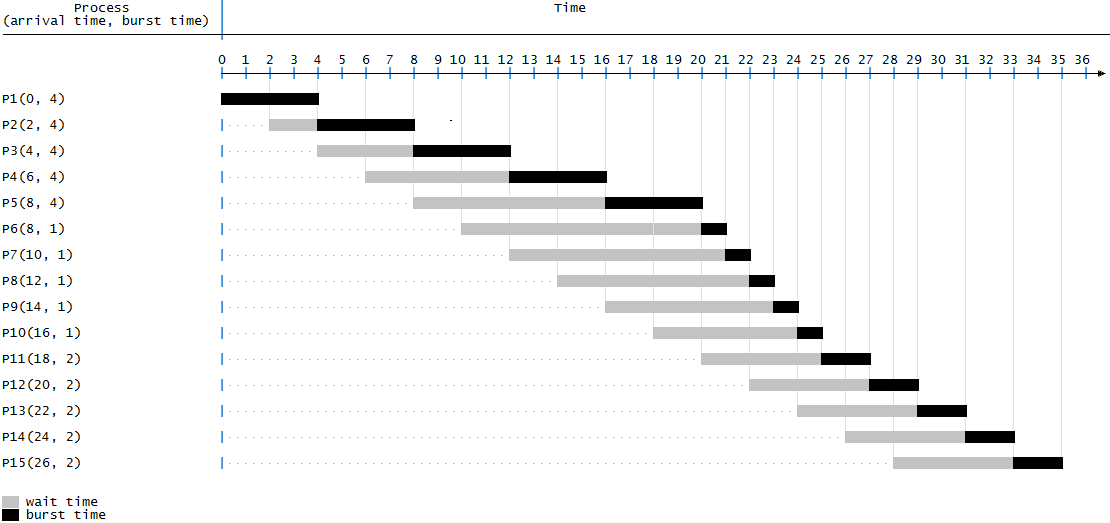 Process
(arrival time, burst time)
Time
0 1 2 3 4 5 6 7 8 9 10 11 12 13 14 15 16 17 18 19 20 21 22 23 24 25 26 27 28 29 30 31 32 33 34 35 36
P1(0, 4)
P2(2, 4)
P3(4, 4)
P4(6, 4)
P5(8, 4)
P6(8, 1)
P7(10, 1)
P8(12, 1)
P9(14, 1)
P10(16, 1)
P11(18, 2)
P12(20, 2)
P13(22, 2)
P14(24, 2)
P15(26, 2)
wait time
burst time